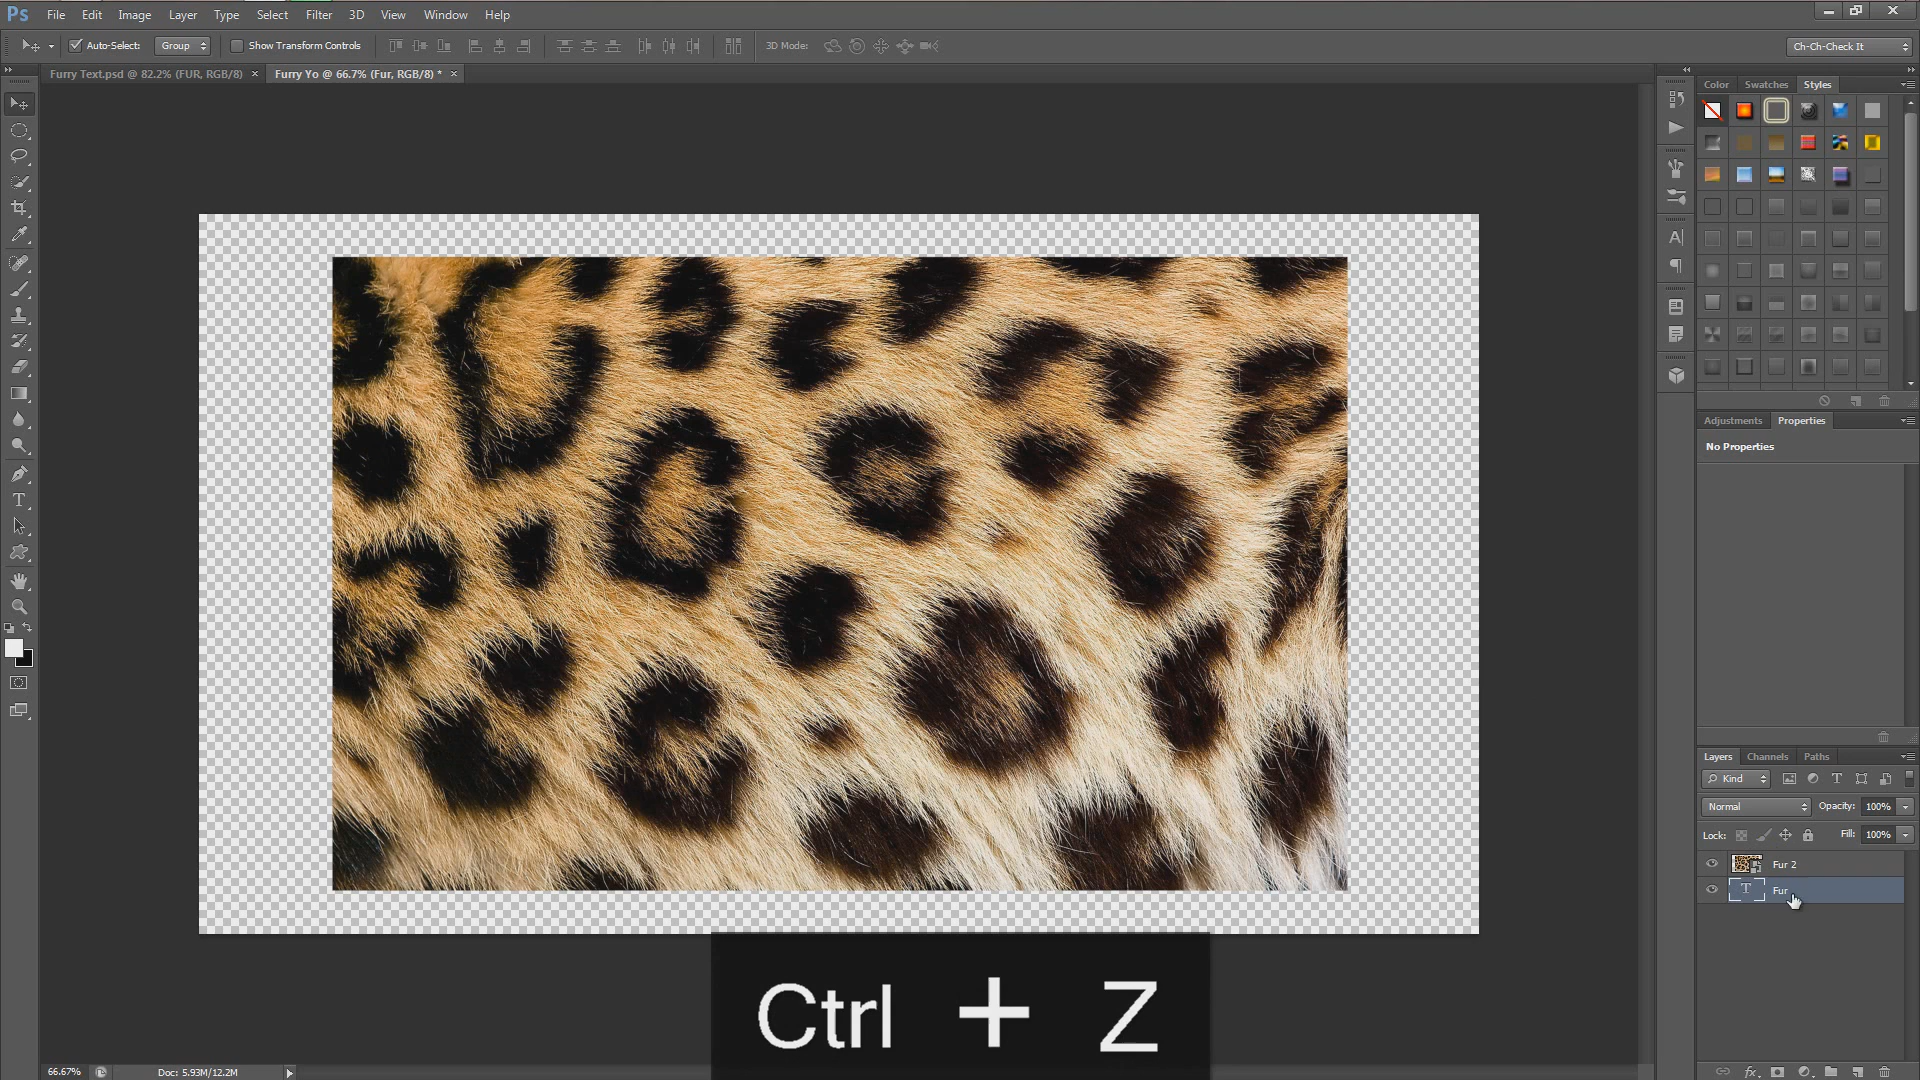 Ps File Edit Image Layer Type Select Filter 3D View Window Help
Auto-Select: Group Show Transform Controls 3D Mode: Ch-Ch-Check It
Furry Text.psd @ 82.2% (FUR, RGB/8) × Furry Yo @ 66.7% (Fur, RGB/8) * ×
Color Swatches Styles
Adjustments Properties
No Properties
Layers Channels Paths
Kind
Normal Opacity: 100%
Lock: Fill: 100%
Fur 2
T Fur
Ctrl + Z
66.67% Doc: 5.93M/12.2M